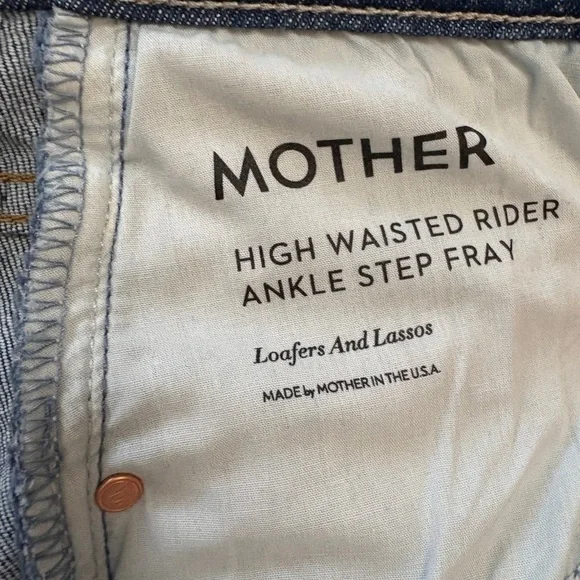 MOTHER
HIGH WAISTED RIDER
ANKLE STEP FRAY
Loafers And Lassos
MADE by MOTHER IN THE U.S.A.